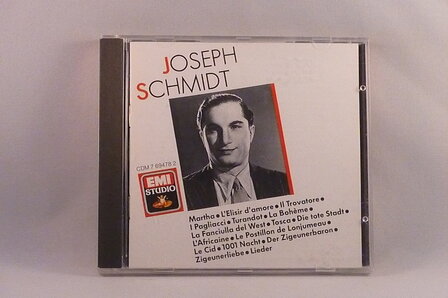 JOSEPH
SCHMIDT
CDM 7 69478 2
EMI
STUDIO
Martha • L'Elisir d'amore • Il Trovatore •
I Pagliacci • Turandot • La Bohème •
La Fanciulla del West • Tosca • Die tote Stadt •
L'Africaine • Le Postillon de Lonjumeau •
Le Cid • 1001 Nacht • Der Zigeunerbaron •
Zigeunerliebe • Lieder